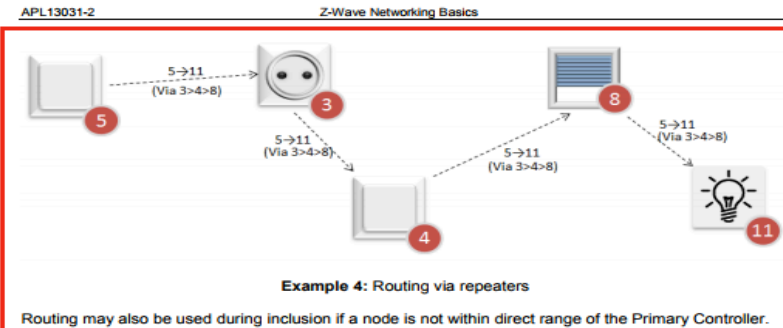 APL13031-2 Z-Wave Networking Basics
5→11
(Via 3>4>8)
5
3
8
5→11
(Via 3>4>8)
5→11
(Via 3>4>8)
5→11
(Via 3>4>8)
4
11
Example 4: Routing via repeaters
Routing may also be used during inclusion if a node is not within direct range of the Primary Controller.